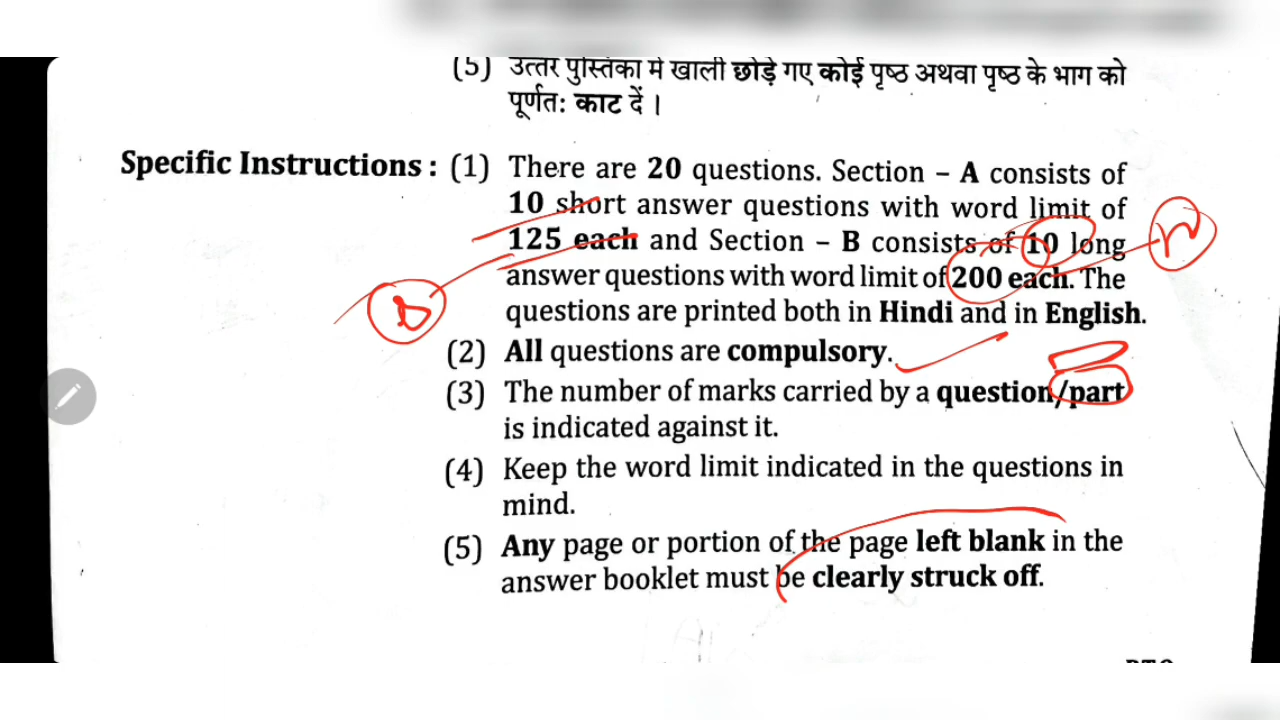 (5) उत्तर पुस्तिका में खाली छोड़े गए कोई पृष्ठ अथवा पृष्ठ के भाग को
पूर्णतः काट दें ।
Specific Instructions : (1) There are 20 questions. Section – A consists of
10 short answer questions with word limit of
125 each and Section – B consists of 10 long
answer questions with word limit of 200 each. The
questions are printed both in Hindi and in English.
(2) All questions are compulsory.
(3) The number of marks carried by a question/part
is indicated against it.
(4) Keep the word limit indicated in the questions in
mind.
(5) Any page or portion of the page left blank in the
answer booklet must be clearly struck off.